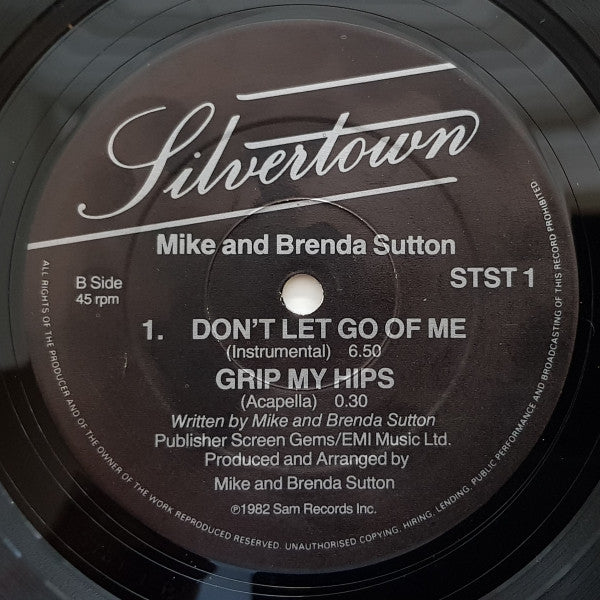 Silvertown
Mike and Brenda Sutton
B Side
45 rpm
STST 1
1. DON'T LET GO OF ME
(Instrumental) 6.50
GRIP MY HIPS
(Acapella) 0.30
Written by Mike and Brenda Sutton
Publisher Screen Gems/EMI Music Ltd.
Produced and Arranged by
Mike and Brenda Sutton
℗1982 Sam Records Inc.
ALL RIGHTS OF THE PRODUCER AND OF THE OWNER OF THE WORK REPRODUCED RESERVED. UNAUTHORISED COPYING, HIRING, LENDING, PUBLIC PERFORMANCE AND BROADCASTING OF THIS RECORD PROHIBITED